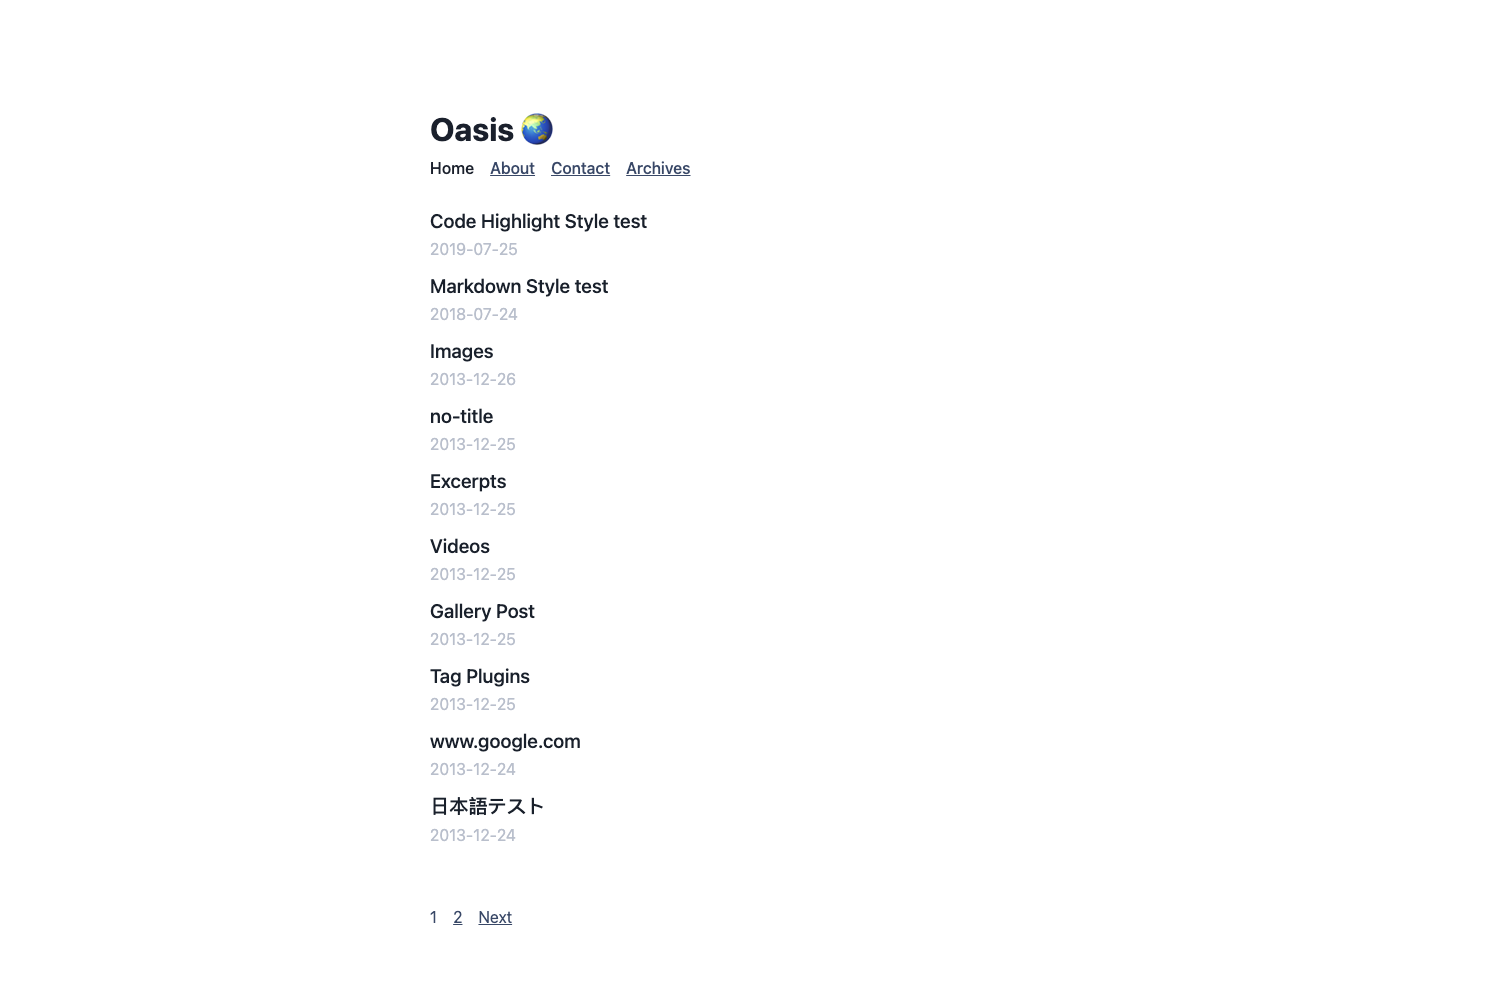 Oasis 🌏
Home About Contact Archives
Code Highlight Style test
2019-07-25
Markdown Style test
2018-07-24
Images
2013-12-26
no-title
2013-12-25
Excerpts
2013-12-25
Videos
2013-12-25
Gallery Post
2013-12-25
Tag Plugins
2013-12-25
www.google.com
2013-12-24
日本語テスト
2013-12-24
1 2 Next